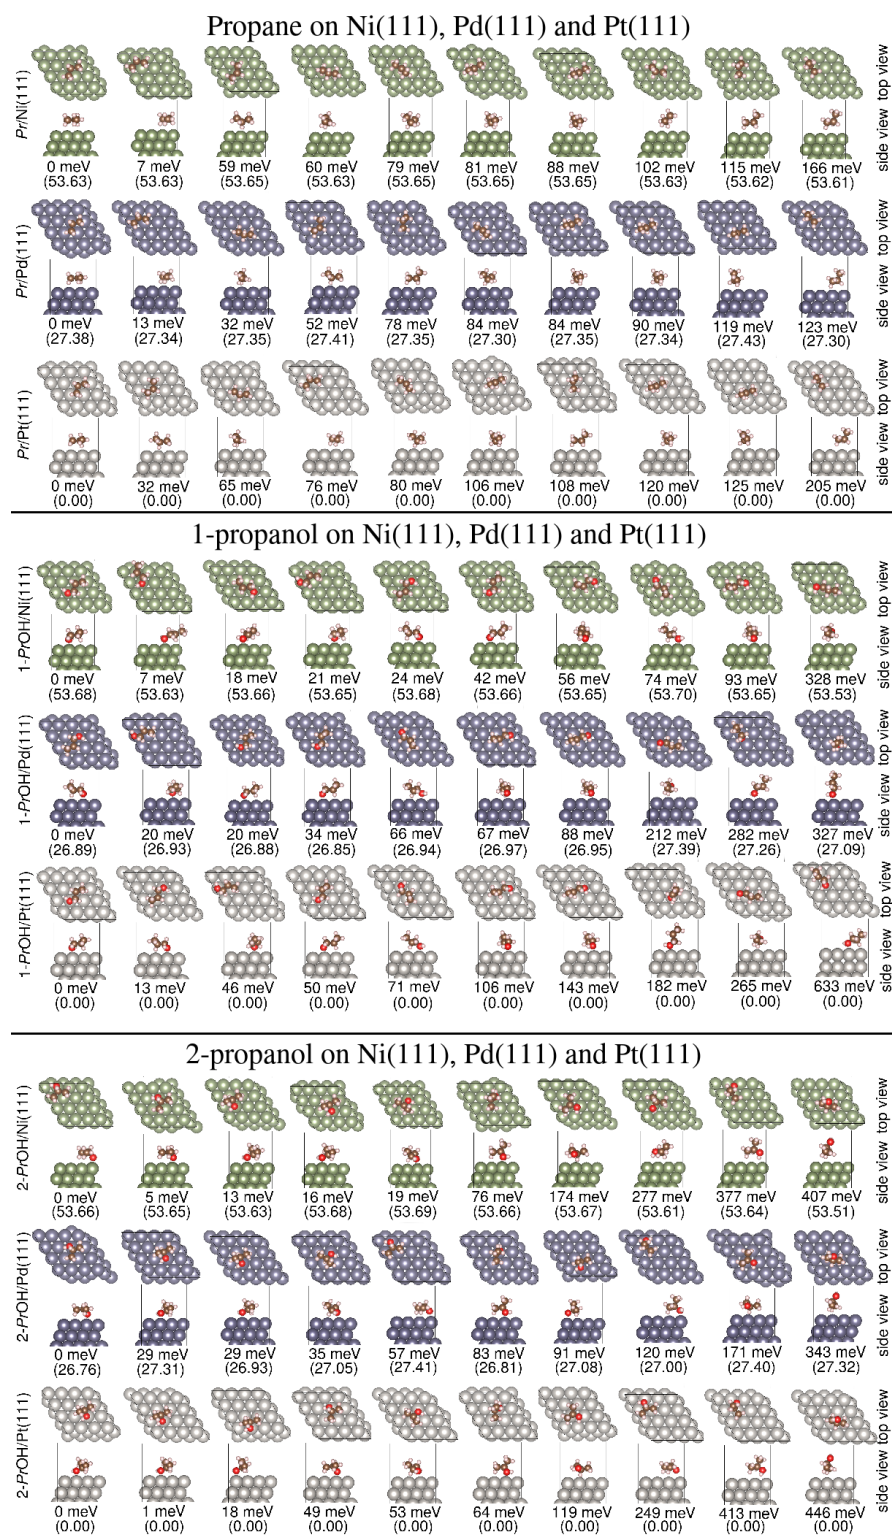 Propane on Ni(111), Pd(111) and Pt(111)
Pr/Ni(111)
side view top view
0 meV 7 meV 59 meV 60 meV 79 meV 81 meV 88 meV 102 meV 115 meV 166 meV
(53.63) (53.63) (53.65) (53.63) (53.65) (53.65) (53.65) (53.63) (53.62) (53.61)
Pr/Pd(111)
side view top view
0 meV 13 meV 32 meV 52 meV 78 meV 84 meV 84 meV 90 meV 119 meV 123 meV
(27.38) (27.34) (27.35) (27.41) (27.35) (27.30) (27.35) (27.34) (27.43) (27.30)
Pr/Pt(111)
side view top view
0 meV 32 meV 65 meV 76 meV 80 meV 106 meV 108 meV 120 meV 125 meV 205 meV
(0.00) (0.00) (0.00) (0.00) (0.00) (0.00) (0.00) (0.00) (0.00) (0.00)
1-propanol on Ni(111), Pd(111) and Pt(111)
1-PrOH/Ni(111)
side view top view
0 meV 7 meV 18 meV 21 meV 24 meV 42 meV 56 meV 74 meV 93 meV 328 meV
(53.68) (53.63) (53.66) (53.65) (53.68) (53.66) (53.65) (53.70) (53.65) (53.53)
1-PrOH/Pd(111)
side view top view
0 meV 20 meV 20 meV 34 meV 66 meV 67 meV 88 meV 212 meV 282 meV 327 meV
(26.89) (26.93) (26.88) (26.85) (26.94) (26.97) (26.95) (27.39) (27.26) (27.09)
1-PrOH/Pt(111)
side view top view
0 meV 13 meV 46 meV 50 meV 71 meV 106 meV 143 meV 182 meV 265 meV 633 meV
(0.00) (0.00) (0.00) (0.00) (0.00) (0.00) (0.00) (0.00) (0.00) (0.00)
2-propanol on Ni(111), Pd(111) and Pt(111)
2-PrOH/Ni(111)
side view top view
0 meV 5 meV 13 meV 16 meV 19 meV 76 meV 174 meV 277 meV 377 meV 407 meV
(53.66) (53.65) (53.63) (53.68) (53.69) (53.66) (53.67) (53.61) (53.64) (53.51)
2-PrOH/Pd(111)
side view top view
0 meV 29 meV 29 meV 35 meV 57 meV 83 meV 91 meV 120 meV 171 meV 343 meV
(26.76) (27.31) (26.93) (27.05) (27.41) (26.81) (27.08) (27.00) (27.40) (27.32)
2-PrOH/Pt(111)
side view top view
0 meV 1 meV 18 meV 49 meV 53 meV 64 meV 119 meV 249 meV 413 meV 446 meV
(0.00) (0.00) (0.00) (0.00) (0.00) (0.00) (0.00) (0.00) (0.00) (0.00)